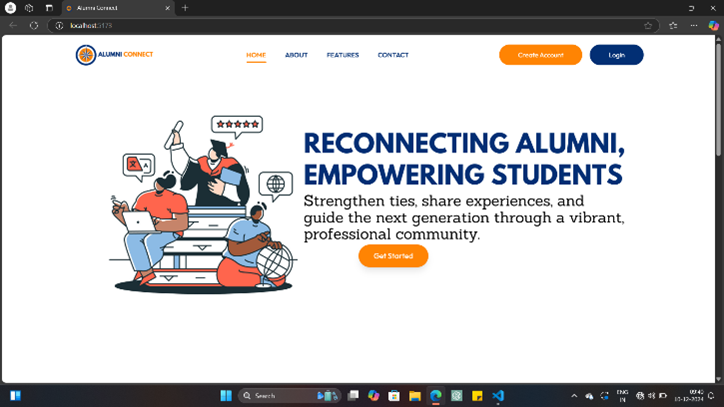 Alumni Connect
localhost:5173
ALUMNI CONNECT
HOME
ABOUT
FEATURES
CONTACT
Create Account
Login
A
RECONNECTING ALUMNI,
EMPOWERING STUDENTS
Strengthen ties, share experiences, and
guide the next generation through a vibrant,
professional community.
Get Started
Search
ENG
IN
09:42
10-12-2024